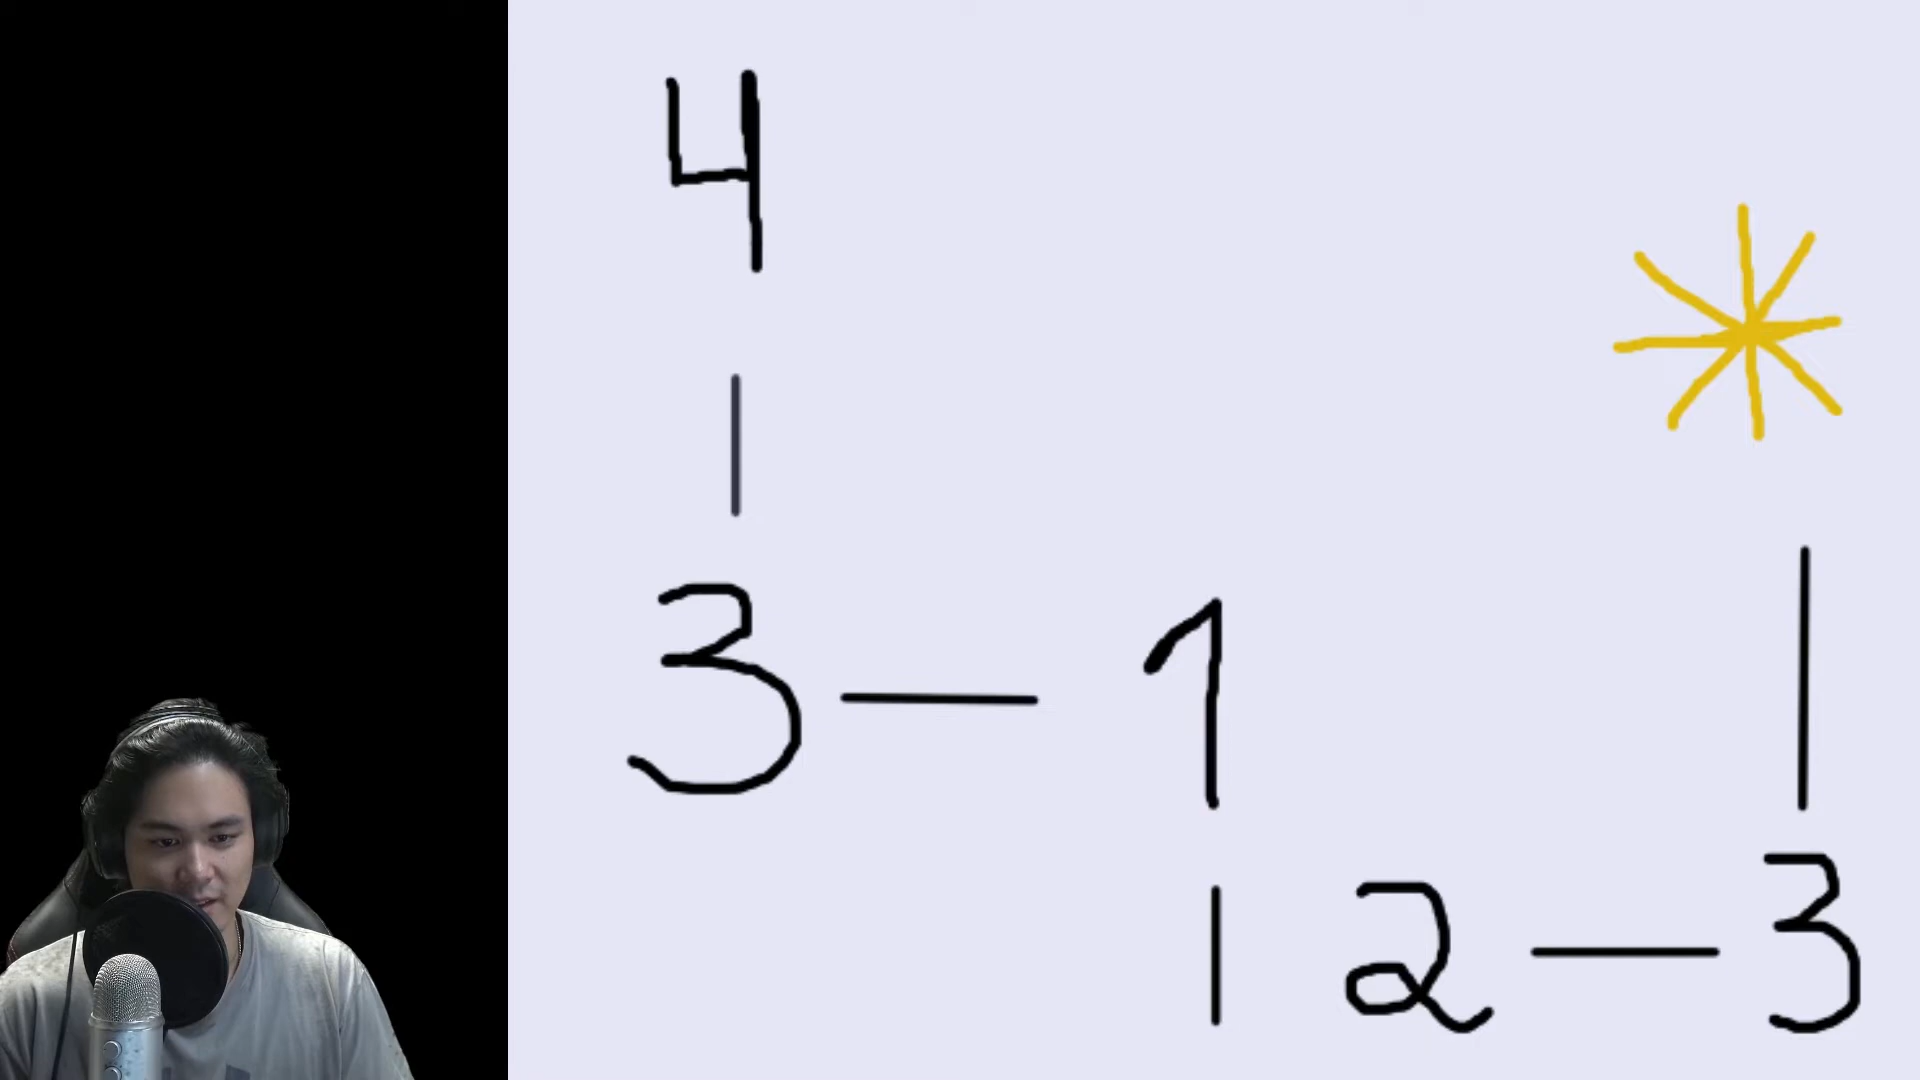 4
|
3 — 1
|
| 2 — 3